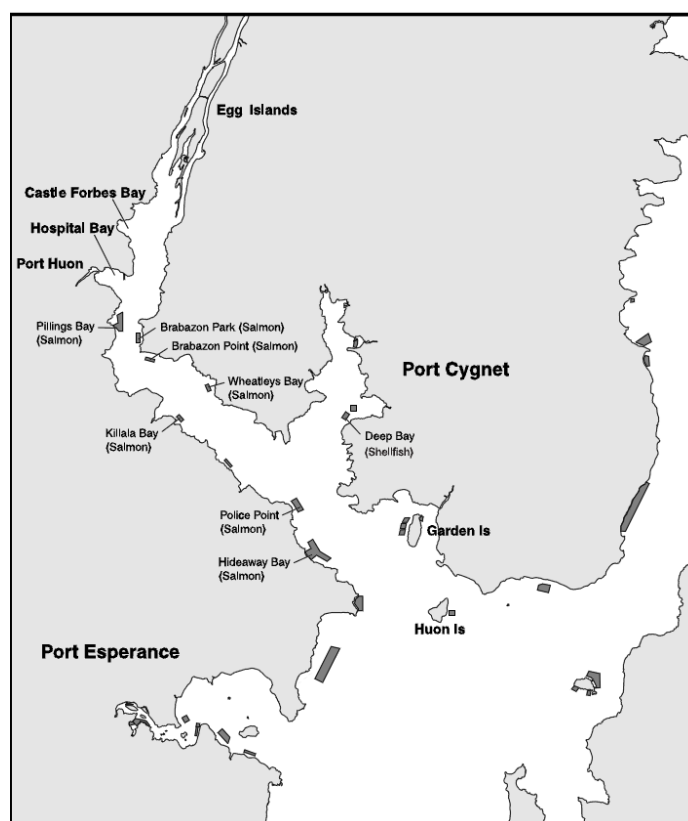 Egg Islands
Castle Forbes Bay
Hospital Bay
Port Huon
Pillings Bay
(Salmon)
Brabazon Park (Salmon)
Brabazon Point (Salmon)
Wheatleys Bay
(Salmon)
Port Cygnet
Killala Bay
(Salmon)
Deep Bay
(Shellfish)
Police Point
(Salmon)
Garden Is
Hideaway Bay
(Salmon)
Huon Is
Port Esperance